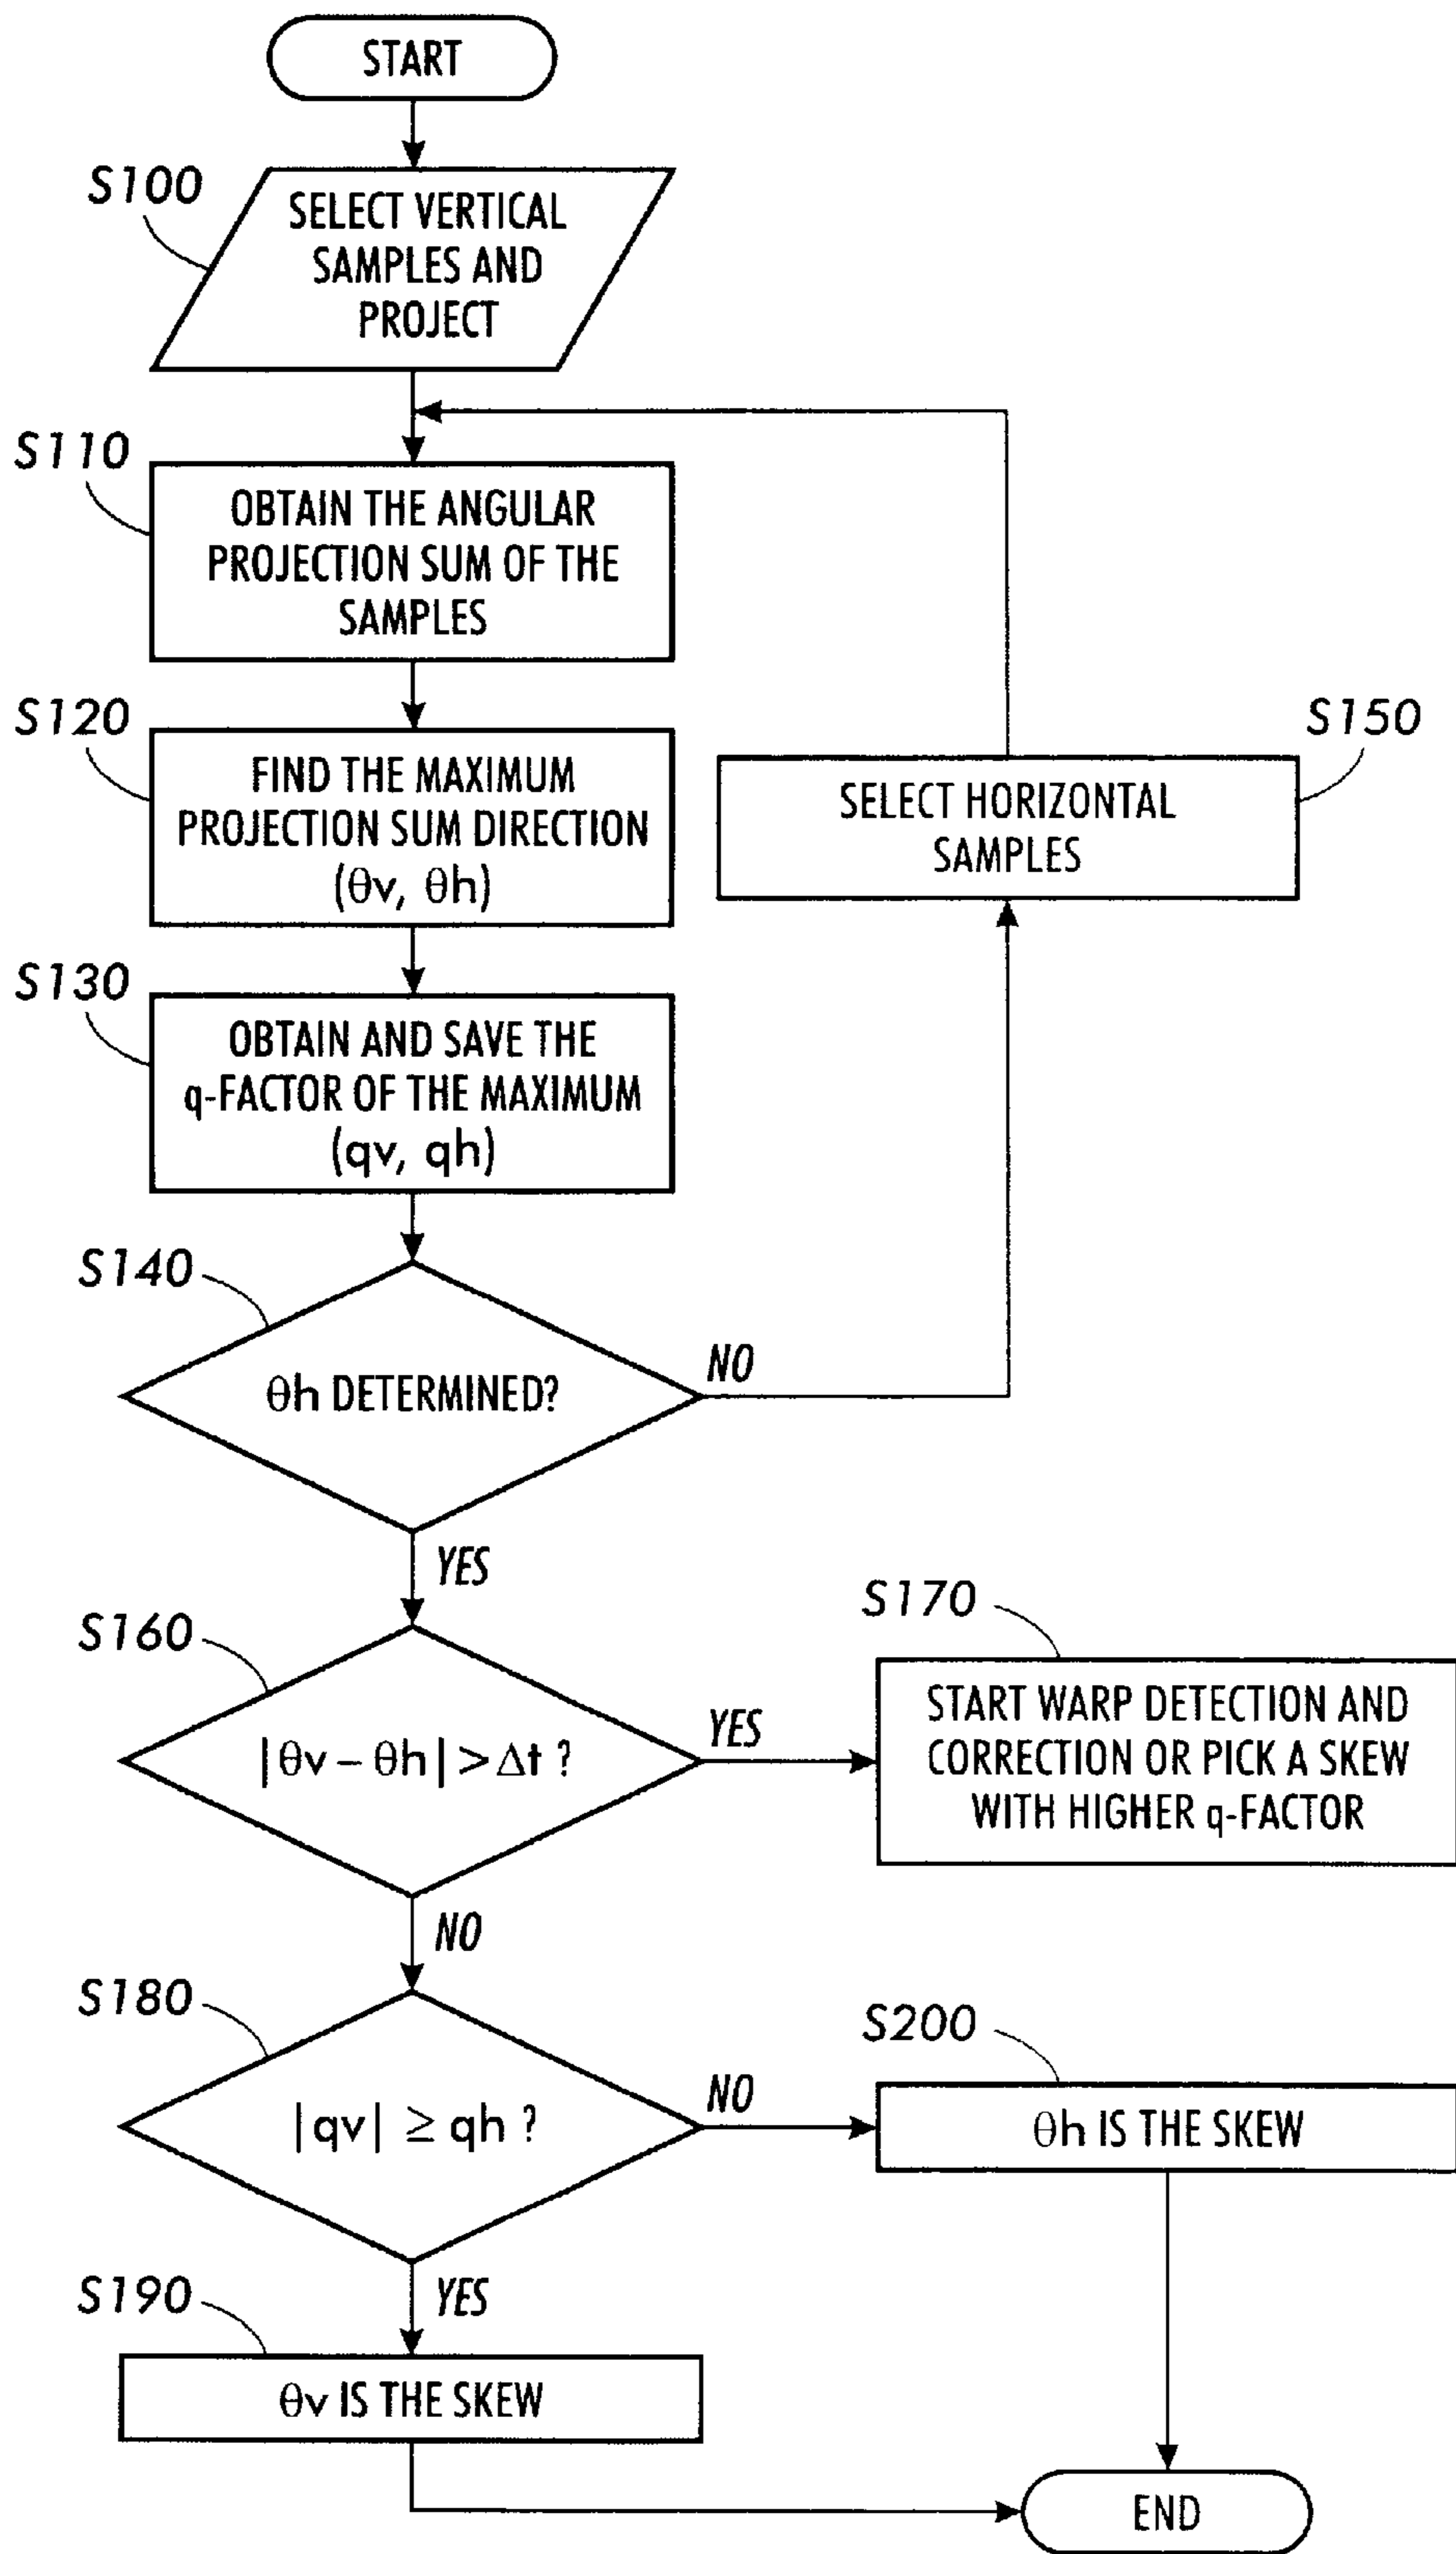 START
S100
SELECT VERTICAL
SAMPLES AND
PROJECT
S110
OBTAIN THE ANGULAR
PROJECTION SUM OF THE
SAMPLES
S120
FIND THE MAXIMUM
PROJECTION SUM DIRECTION
(θv, θh)
S150
SELECT HORIZONTAL
SAMPLES
S130
OBTAIN AND SAVE THE
q-FACTOR OF THE MAXIMUM
(qv, qh)
S140
θh DETERMINED?
NO
YES
S160
|θv – θh| > Δt ?
YES
S170
START WARP DETECTION AND
CORRECTION OR PICK A SKEW
WITH HIGHER q-FACTOR
NO
S180
|qv| ≥ qh ?
NO
S200
θh IS THE SKEW
YES
S190
θv IS THE SKEW
END